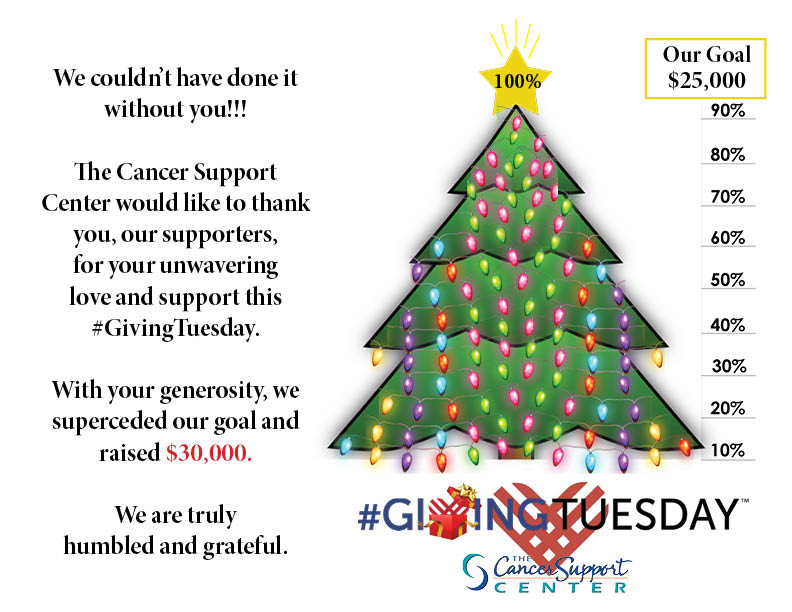 We couldn't have done it
without you!!!
The Cancer Support
Center would like to thank
you, our supporters,
for your unwavering
love and support this
#GivingTuesday.
With your generosity, we
superceded our goal and
raised $30,000.
We are truly
humbled and grateful.
100%
Our Goal
$25,000
90%
80%
70%
60%
50%
40%
30%
20%
10%
#GIVINGTUESDAY™
THE
Cancer Support
CENTER